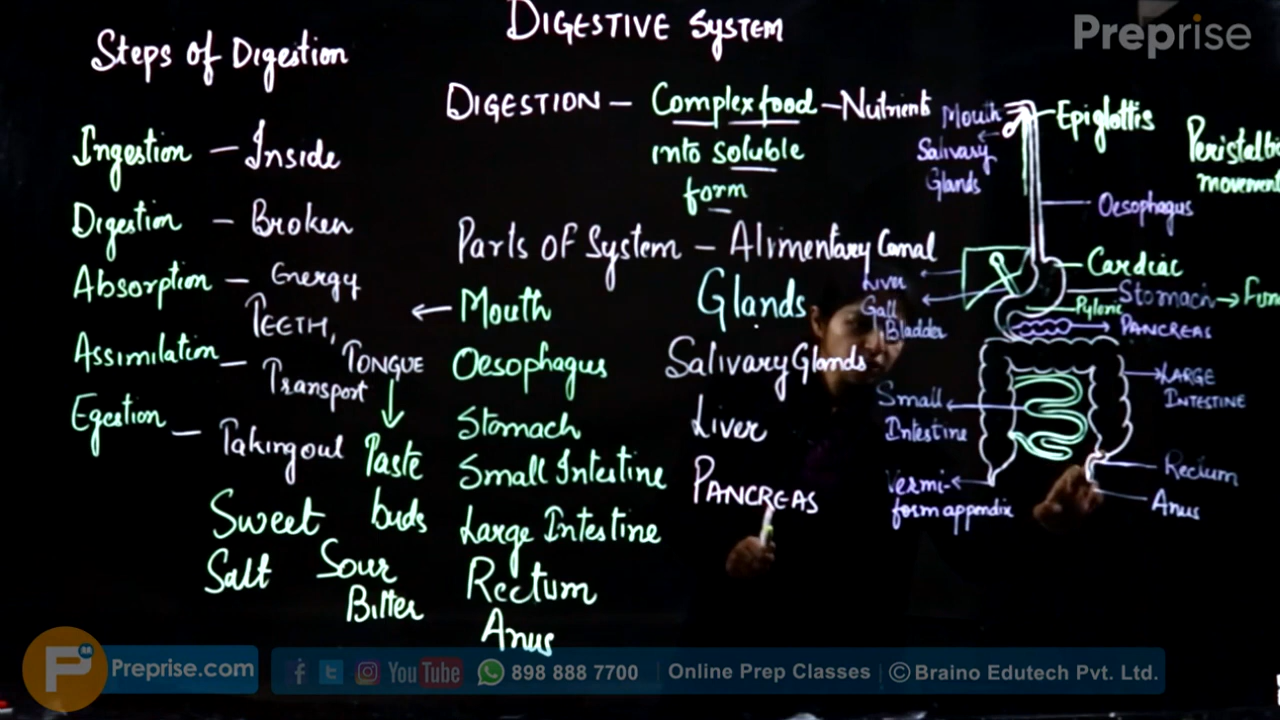 DIGESTIVE SYSTEM
Preprise
Steps of Digestion
Ingestion – Inside
Digestion – Broken
Absorption – Energy
Assimilation – Transport
Egestion – Taking out
DIGESTION – Complex food – Nutrients
into soluble
form
Parts of System – Alimentary Canal
Glands
← Mouth
TEETH,
TONGUE
Paste
buds
Sweet
Salt Sour
Bitter
Oesophagus
Stomach
Small Intestine
Large Intestine
Rectum
Anus
Salivary Glands
Liver
PANCREAS
Mouth
Epiglottis
Salivary
Glands
movement
Oesophagus
Cardiac
Liver
Gall
Bladder
Stomach →
Pyloric
PANCREAS
LARGE
INTESTINE
Small
Intestine
Vermi-
form appendix
Rectum
Anus
P
Preprise.com
You Tube 898 888 7700 | Online Prep Classes | © Braino Edutech Pvt. Ltd.